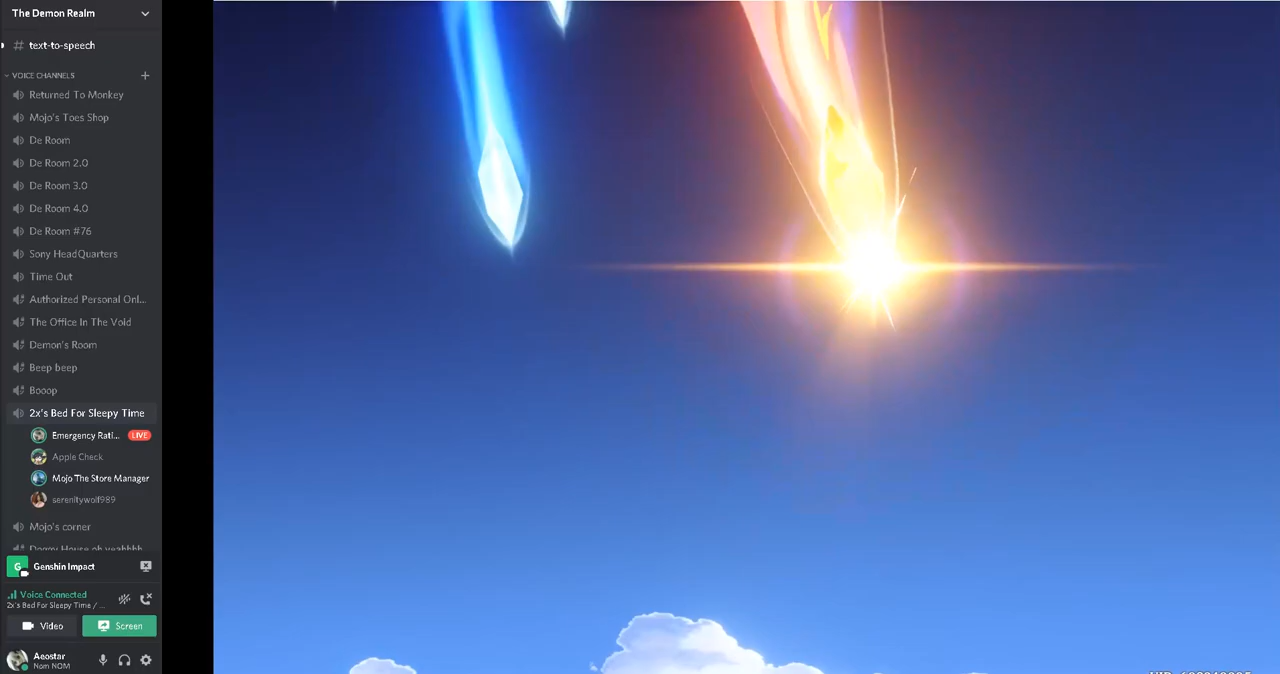 The Demon Realm
# text-to-speech
VOICE CHANNELS
Returned To Monkey
Mojo's Toes Shop
De Room
De Room 2.0
De Room 3.0
De Room 4.0
De Room #76
Sony HeadQuarters
Time Out
Authorized Personal Onl...
The Office In The Void
Demon's Room
Beep beep
Booop
2x's Bed For Sleepy Time
Emergency Rati... LIVE
Apple Check
Mojo The Store Manager
serenitywolf989
Mojo's corner
Doggy House oh yeahhhh
G Genshin Impact
Voice Connected
2x's Bed For Sleepy Time / ...
Video Screen
Aeostar
Nom NOM